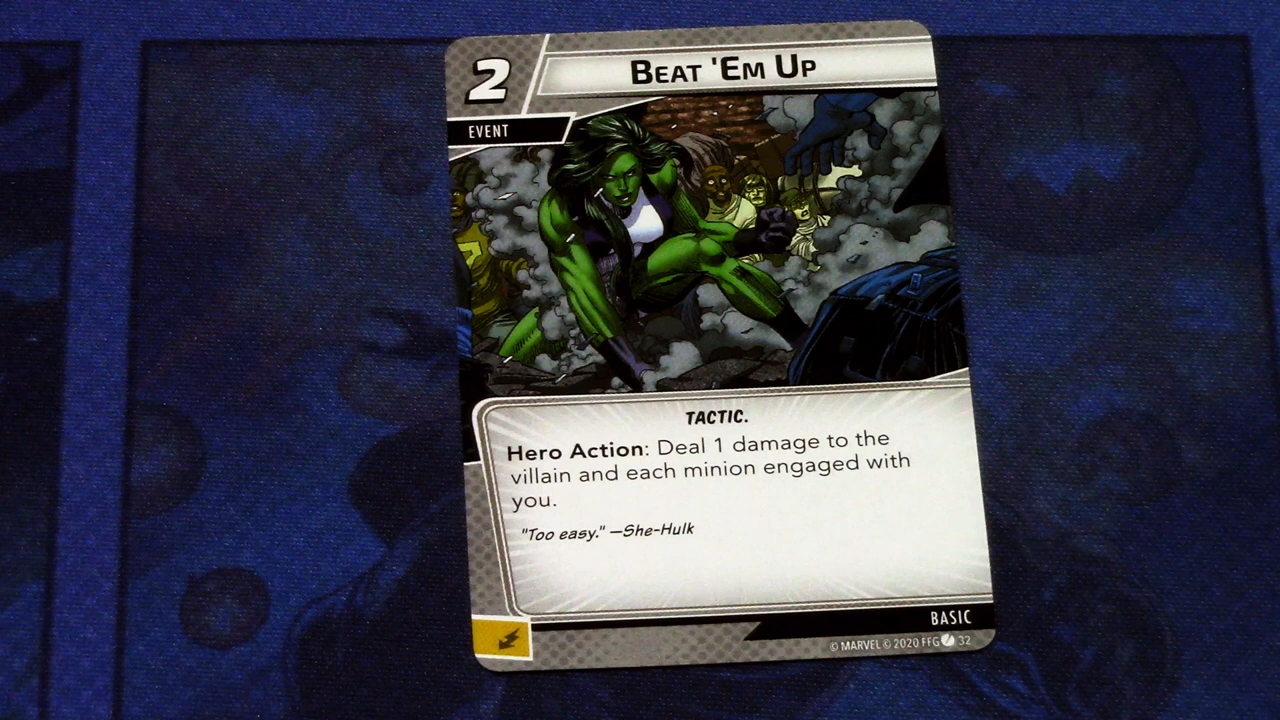 2
BEAT 'EM UP
EVENT
TACTIC.
Hero Action: Deal 1 damage to the
villain and each minion engaged with
you.
"Too easy." —She-Hulk
BASIC
© MARVEL © 2020 FFG 32